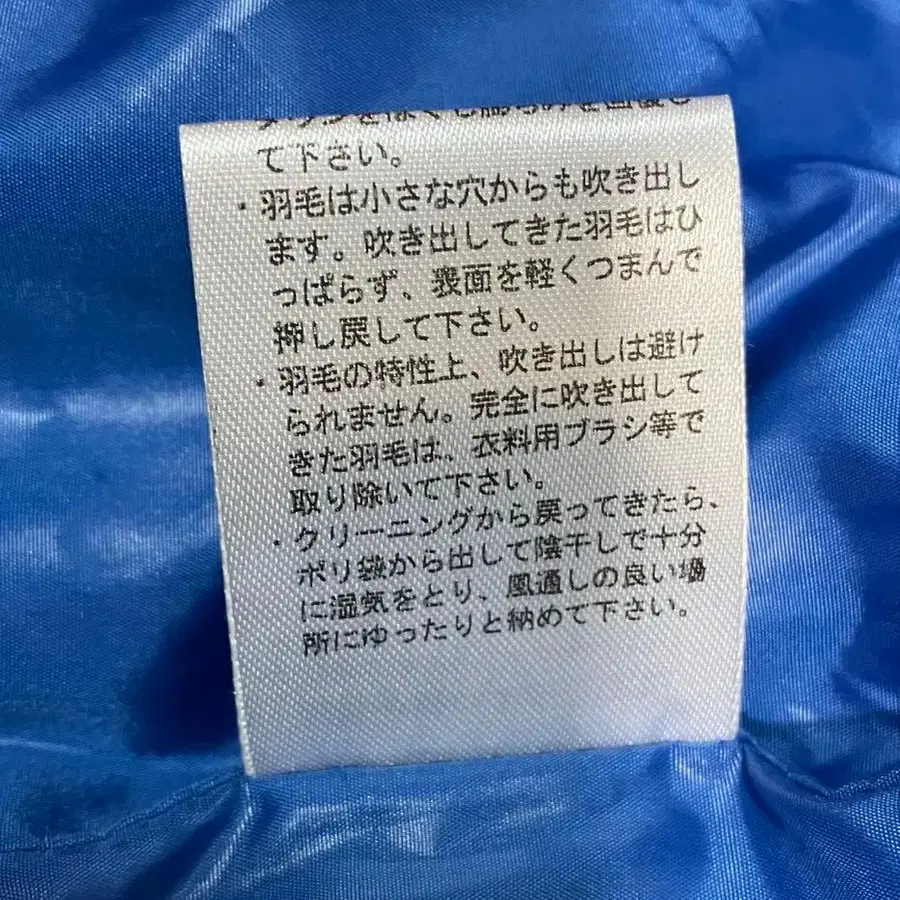 て下さい。
・羽毛は小さな穴からも吹き出し
ます。吹き出してきた羽毛はひ
っぱらず、表面を軽くつまんで
押し戻して下さい。
・羽毛の特性上、吹き出しは避け
られません。完全に吹き出して
きた羽毛は、衣料用ブラシ等で
取り除いて下さい。
・クリーニングから戻ってきたら、
ポリ袋から出して陰干しで十分
に湿気をとり、風通しの良い場
所にゆったりと納めて下さい。